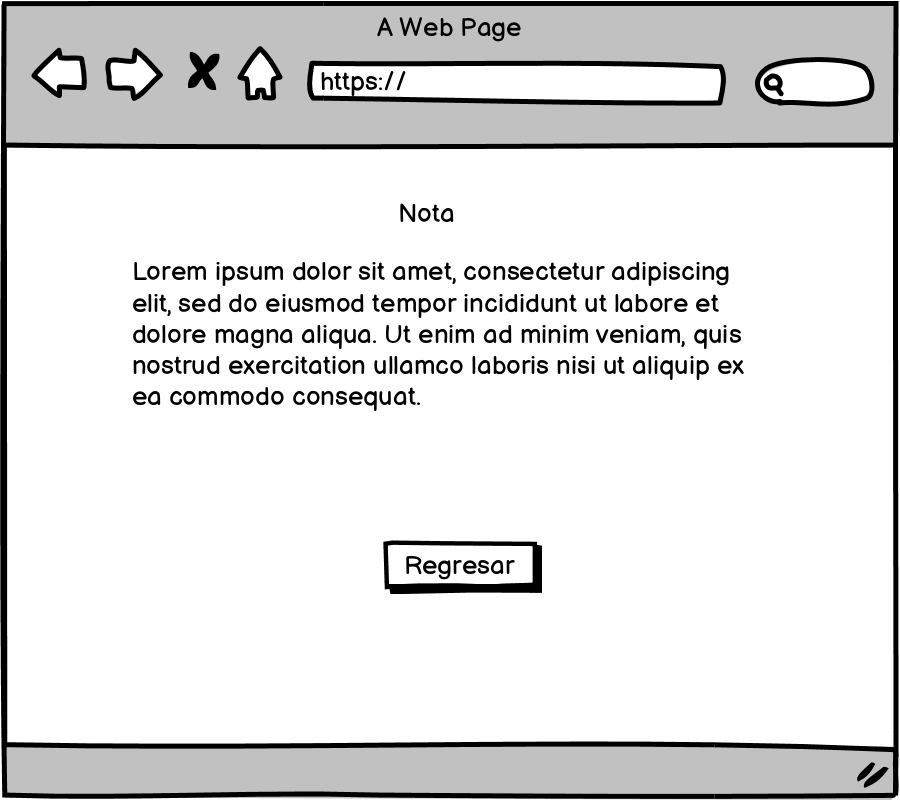 A Web Page
https://
Nota
Lorem ipsum dolor sit amet, consectetur adipiscing
elit, sed do eiusmod tempor incididunt ut labore et
dolore magna aliqua. Ut enim ad minim veniam, quis
nostrud exercitation ullamco laboris nisi ut aliquip ex
ea commodo consequat.
Regresar